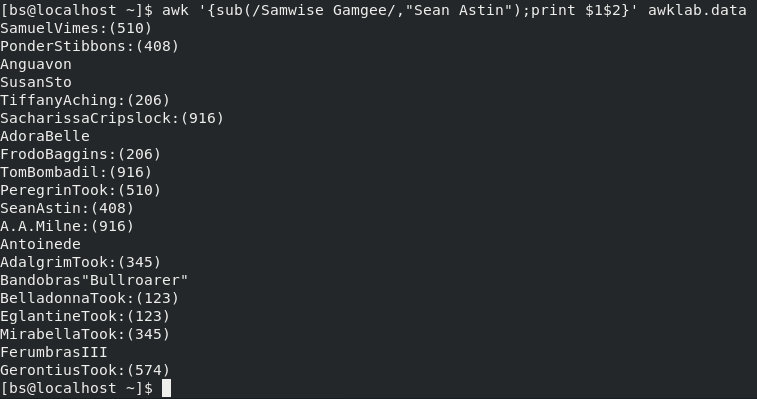 [bs@localhost ~]$ awk '{sub(/Samwise Gamgee/,"Sean Astin");print $1$2}' awklab.data
SamuelVimes:(510)
PonderStibbons:(408)
Anguavon
SusanSto
TiffanyAching:(206)
SacharissaCripslock:(916)
AdoraBelle
FrodoBaggins:(206)
TomBombadil:(916)
PeregrinTook:(510)
SeanAstin:(408)
A.A.Milne:(916)
Antoinede
AdalgrimTook:(345)
Bandobras"Bullroarer"
BelladonnaTook:(123)
EglantineTook:(123)
MirabellaTook:(345)
FerumbrasIII
GerontiusTook:(574)
[bs@localhost ~]$